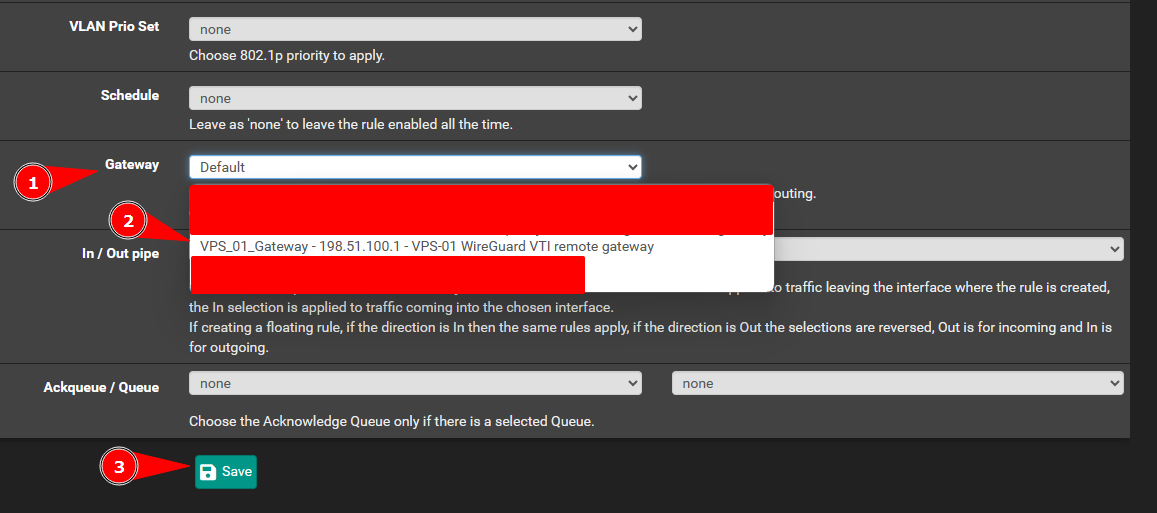 VLAN Prio Set
none
Choose 802.1p priority to apply.
Schedule
none
Leave as 'none' to leave the rule enabled all the time.
1
Gateway
Default
outing.
2
VPS_01_Gateway - 198.51.100.1 - VPS-01 WireGuard VTI remote gateway
In / Out pipe
to traffic leaving the interface where the rule is created,
the In selection is applied to traffic coming into the chosen interface.
If creating a floating rule, if the direction is In then the same rules apply, if the direction is Out the selections are reversed, Out is for incoming and In is
for outgoing.
Ackqueue / Queue
none
none
Choose the Acknowledge Queue only if there is a selected Queue.
3
Save